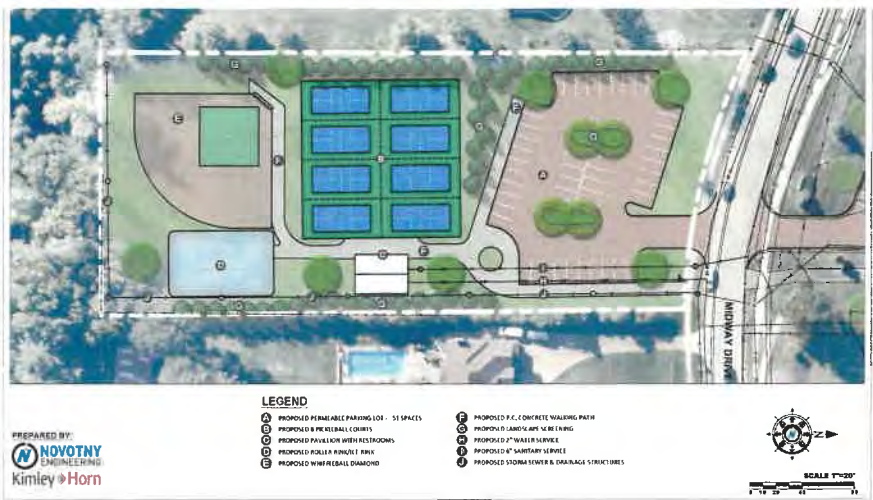 MIDWAY DRIVE
LEGEND
A PROPOSED PERMEABLE PARKING LOT - 51 SPACES
B PROPOSED 8 PICKLEBALL COURTS
C PROPOSED PAVILLION WITH RESTROOMS
D PROPOSED ROLLER RINK/ICE RINK
E PROPOSED WHIFFLEBALL DIAMOND
F PROPOSED P.C. CONCRETE WALKING PATH
G PROPOSED LANDSCAPE SCREENING
H PROPOSED 2" WATER SERVICE
I PROPOSED 6" SANITARY SERVICE
J PROPOSED STORM SEWER & DRAINAGE STRUCTURES
PREPARED BY:
N NOVOTNY
ENGINEERING
Kimley Horn
N
SCALE 1"=20'